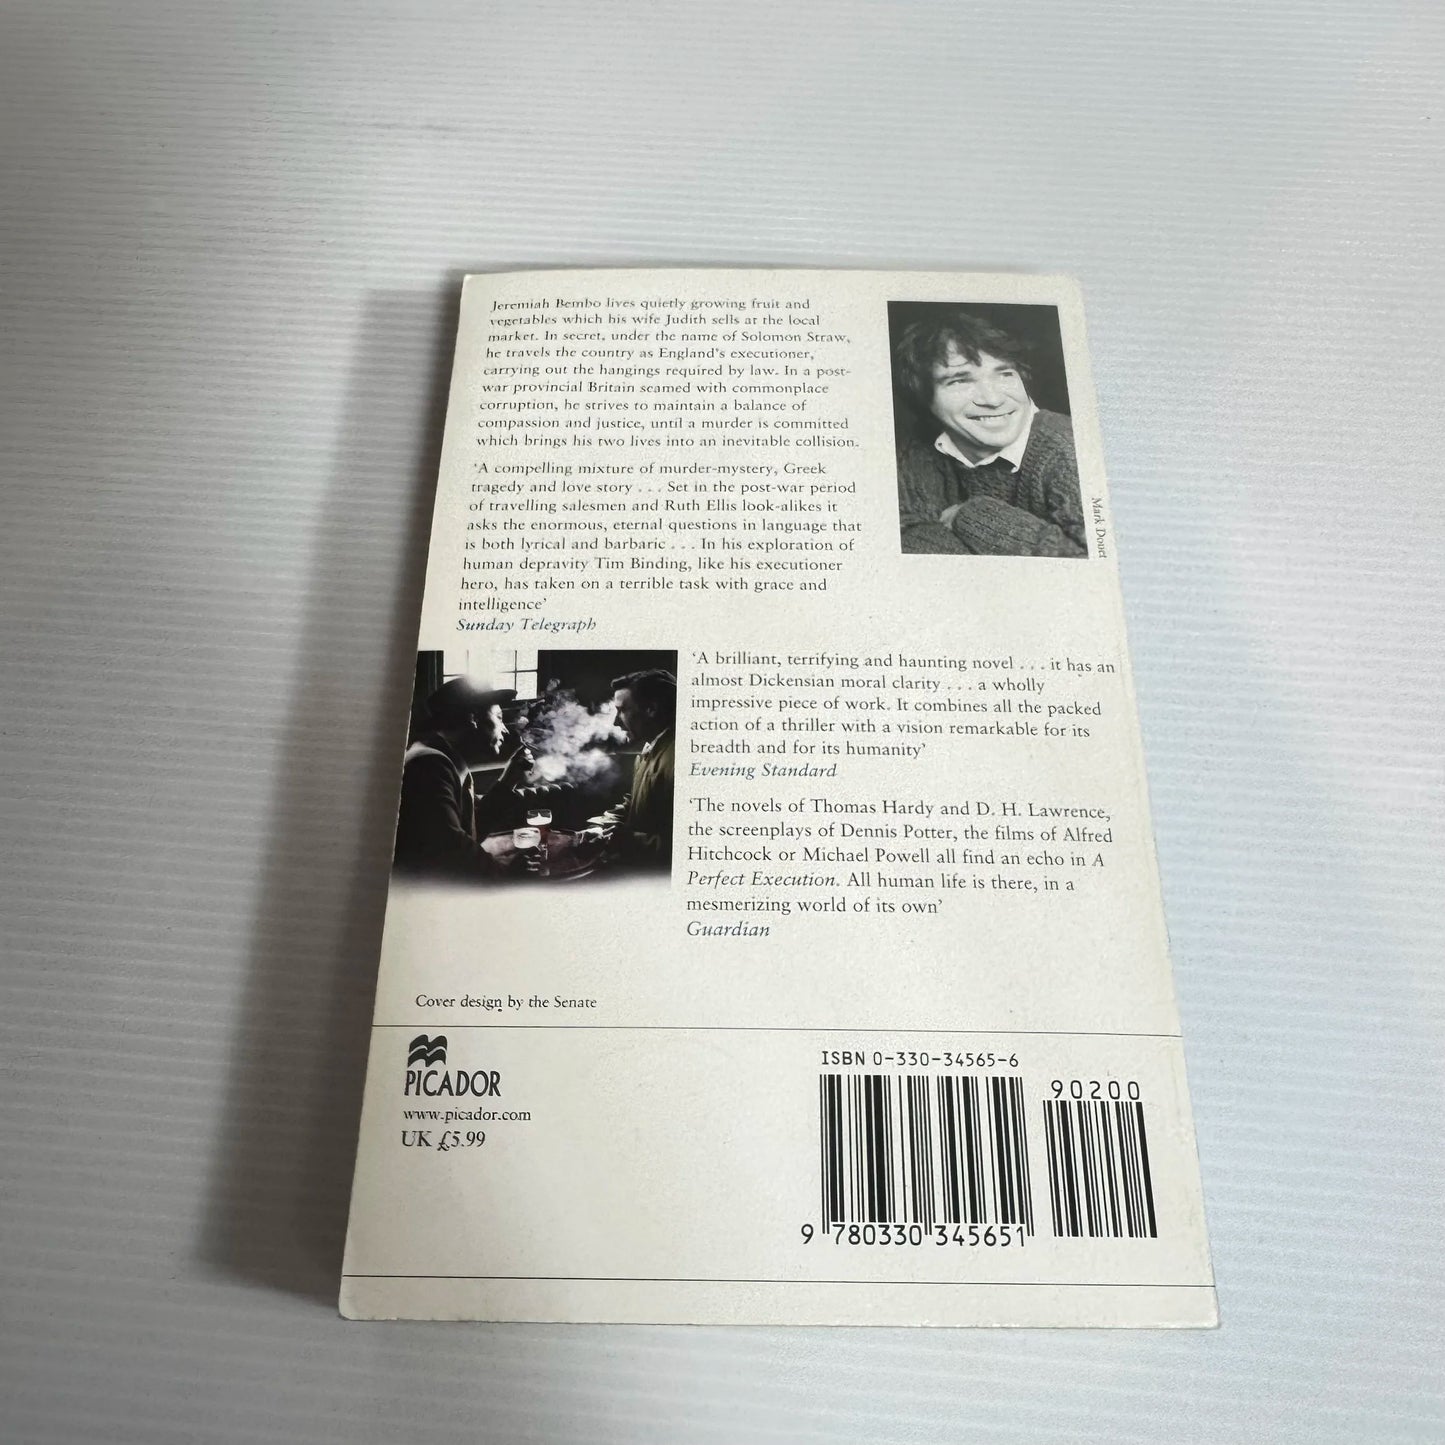 Jeremiah Bembo lives quietly growing fruit and
vegetables which his wife Judith sells at the local
market. In secret, under the name of Solomon Straw,
he travels the country as England's executioner,
carrying out the hangings required by law. In a post-
war provincial Britain seamed with commonplace
corruption, he strives to maintain a balance of
compassion and justice, until a murder is committed
which brings his two lives into an inevitable collision.
'A compelling mixture of murder-mystery, Greek
tragedy and love story . . . Set in the post-war period
of travelling salesmen and Ruth Ellis look-alikes it
asks the enormous, eternal questions in language that
is both lyrical and barbaric . . . In his exploration of
human depravity Tim Binding, like his executioner
hero, has taken on a terrible task with grace and
intelligence'
Sunday Telegraph
Mark Douet
'A brilliant, terrifying and haunting novel . . . it has an
almost Dickensian moral clarity . . . a wholly
impressive piece of work. It combines all the packed
action of a thriller with a vision remarkable for its
breadth and for its humanity'
Evening Standard
'The novels of Thomas Hardy and D. H. Lawrence,
the screenplays of Dennis Potter, the films of Alfred
Hitchcock or Michael Powell all find an echo in A
Perfect Execution. All human life is there, in a
mesmerizing world of its own'
Guardian
Cover design by the Senate
PICADOR
www.picador.com
UK £5.99
ISBN 0-330-34565-6
90200
9 780330 345651